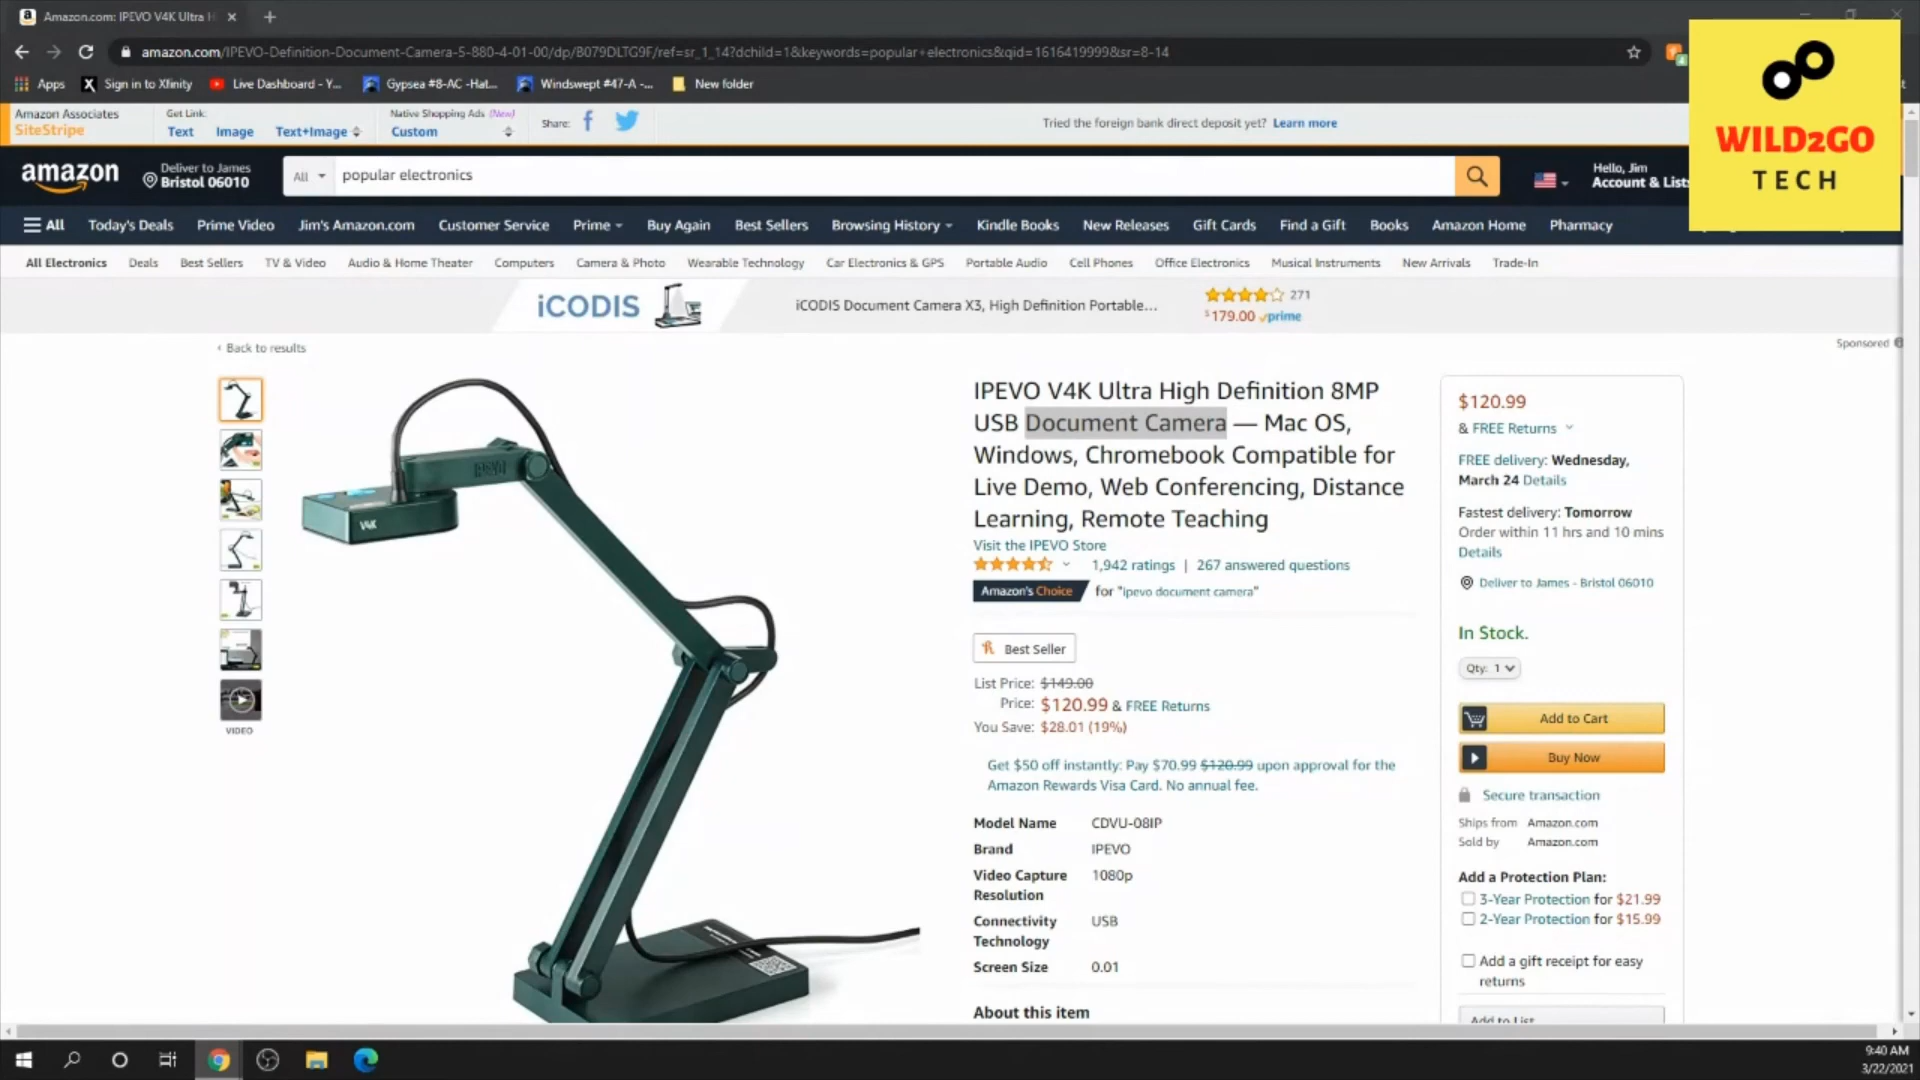 Amazon.com: IPEVO V4K Ultra H
amazon.com/IPEVO-Definition-Document-Camera-5-880-4-01-00/dp/B079DLTG9F/ref=sr_1_14?dchild=1&keywords=popular+electronics&qid=1616419999&sr=8-14
Apps Sign in to Xfinity Live Dashboard - Y... Gypsea #8-AC -Hat... Windswept #47-A -... New folder
WILD2GO
TECH
Amazon Associates
SiteStripe
Get Link:
Text Image Text+Image
Native Shopping Ads (New)
Custom
Share:
Tried the foreign bank direct deposit yet? Learn more
amazon
Deliver to James
Bristol 06010
All popular electronics
Hello, Jim
Account & Lists
All Today's Deals Prime Video Jim's Amazon.com Customer Service Prime Buy Again Best Sellers Browsing History Kindle Books New Releases Gift Cards Find a Gift Books Amazon Home Pharmacy
All Electronics Deals Best Sellers TV & Video Audio & Home Theater Computers Camera & Photo Wearable Technology Car Electronics & GPS Portable Audio Cell Phones Office Electronics Musical Instruments New Arrivals Trade-In
iCODIS
iCODIS Document Camera X3, High Definition Portable...
271
$179.00 prime
‹ Back to results
Sponsored
V4K
VIDEO
IPEVO V4K Ultra High Definition 8MP
USB Document Camera — Mac OS,
Windows, Chromebook Compatible for
Live Demo, Web Conferencing, Distance
Learning, Remote Teaching
Visit the IPEVO Store
1,942 ratings | 267 answered questions
Amazon's Choice for "ipevo document camera"
Best Seller
List Price: $149.00
Price: $120.99 & FREE Returns
You Save: $28.01 (19%)
Get $50 off instantly: Pay $70.99 $120.99 upon approval for the
Amazon Rewards Visa Card. No annual fee.
Model Name CDVU-08IP
Brand IPEVO
Video Capture 1080p
Resolution
Connectivity USB
Technology
Screen Size 0.01
About this item
$120.99
& FREE Returns
FREE delivery: Wednesday,
March 24 Details
Fastest delivery: Tomorrow
Order within 11 hrs and 10 mins
Details
Deliver to James - Bristol 06010
In Stock.
Qty: 1
Add to Cart
Buy Now
Secure transaction
Ships from Amazon.com
Sold by Amazon.com
Add a Protection Plan:
3-Year Protection for $21.99
2-Year Protection for $15.99
Add a gift receipt for easy
returns
Add to List
9:40 AM
3/22/2021